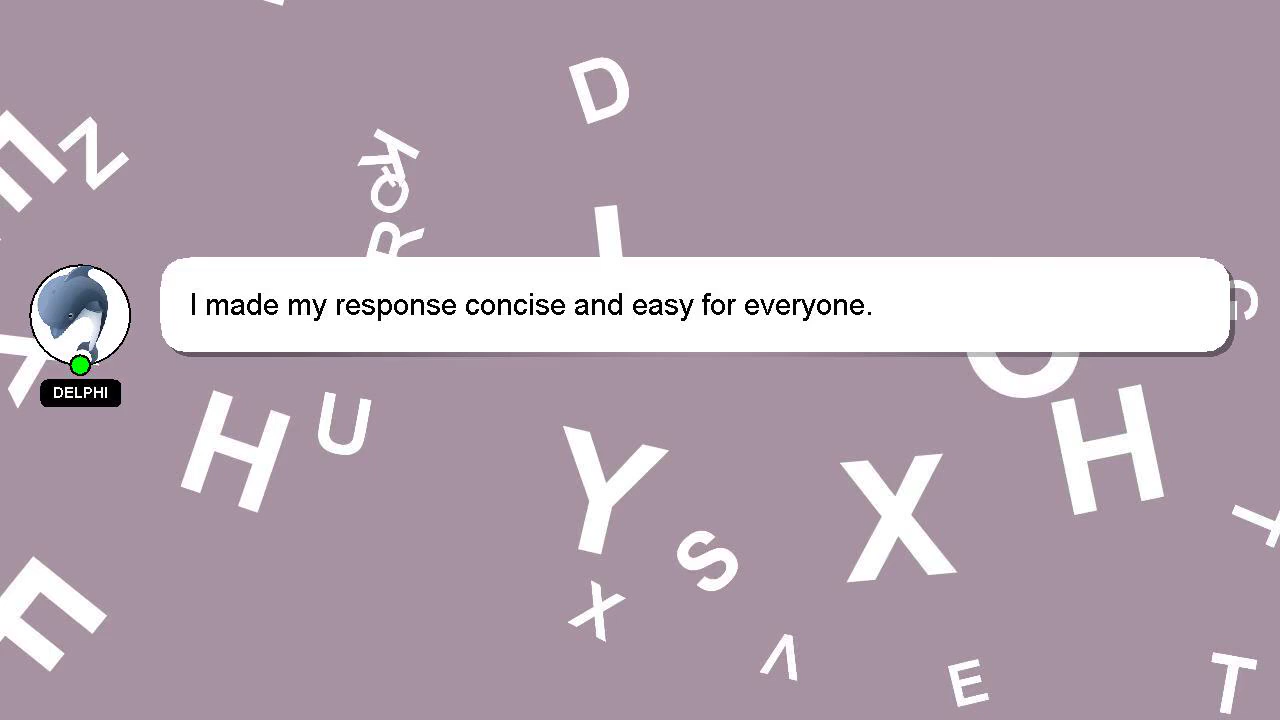 D
Z
K
R
I
I made my response concise and easy for everyone.
DELPHI
H
U
Y
X
H
S
X
V
E
T